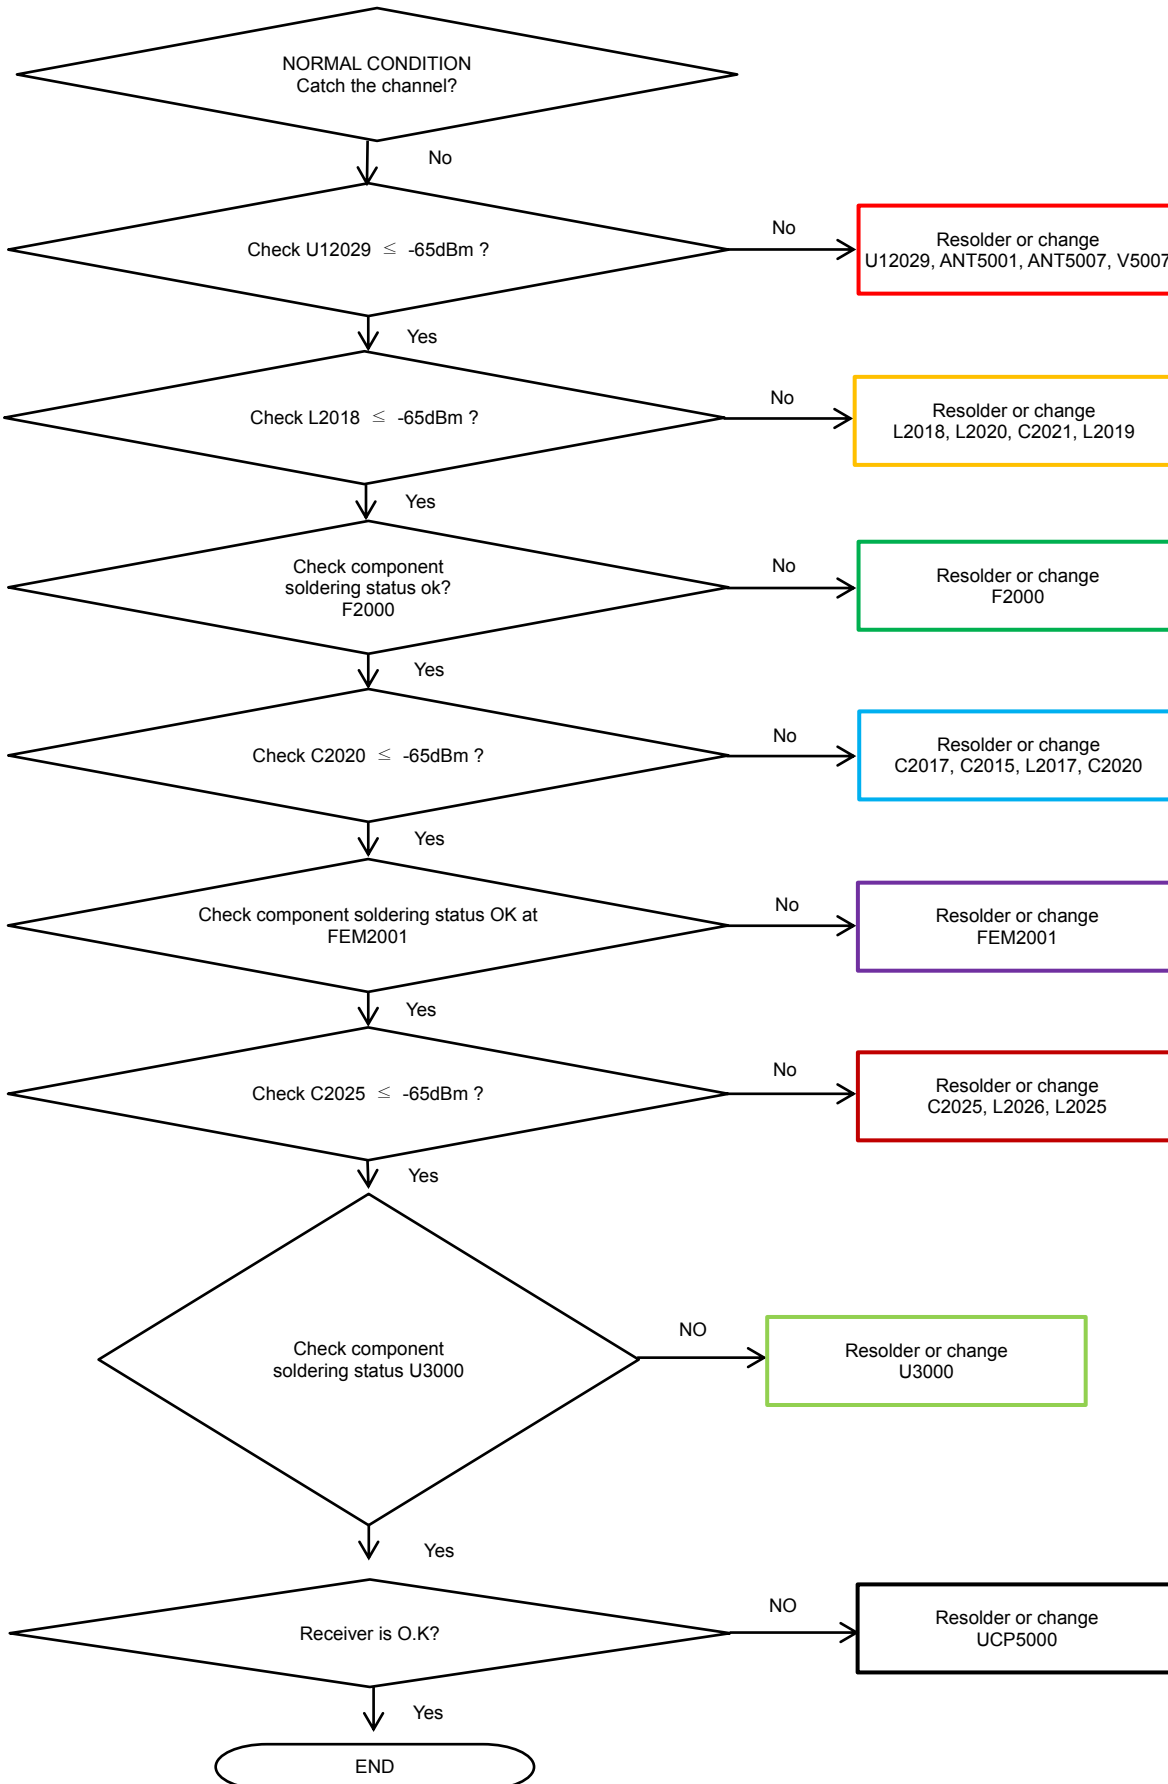 NORMAL CONDITION
Catch the channel?
No
Check U12029 ≤ -65dBm ?
No
Resolder or change
U12029, ANT5001, ANT5007, V5007
Yes
Check L2018 ≤ -65dBm ?
No
Resolder or change
L2018, L2020, C2021, L2019
Yes
Check component
soldering status ok?
F2000
No
Resolder or change
F2000
Yes
Check C2020 ≤ -65dBm ?
No
Resolder or change
C2017, C2015, L2017, C2020
Yes
Check component soldering status OK at
FEM2001
No
Resolder or change
FEM2001
Yes
Check C2025 ≤ -65dBm ?
No
Resolder or change
C2025, L2026, L2025
Yes
Check component
soldering status U3000
NO
Resolder or change
U3000
Yes
Receiver is O.K?
NO
Resolder or change
UCP5000
Yes
END